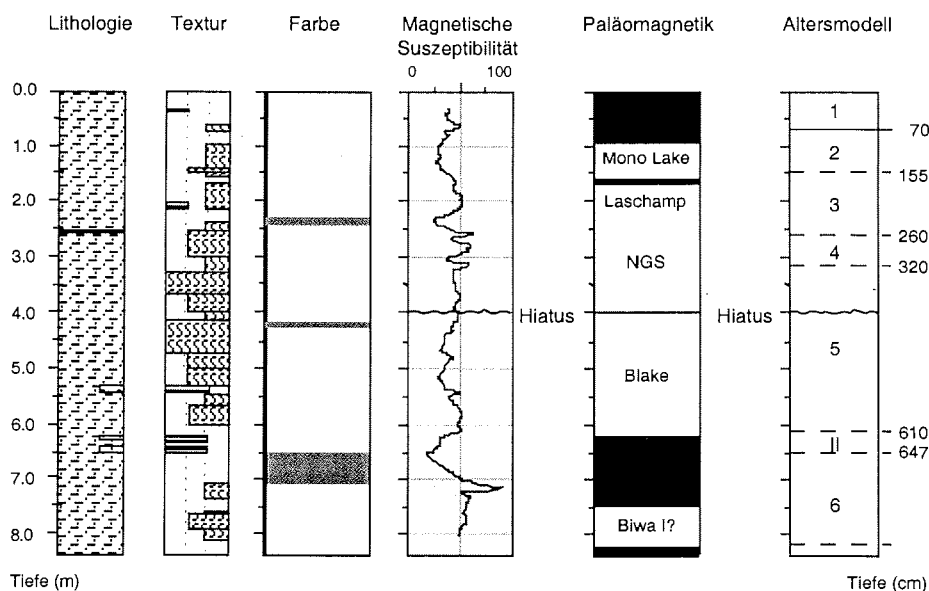 Lithologie Textur Farbe Magnetische Suszeptibilität Paläomagnetik Altersmodell
0 100
0.0
1.0
2.0
3.0
4.0
5.0
6.0
7.0
8.0
Mono Lake
Laschamp
NGS
Hiatus
Blake
Biwa I?
Hiatus
1
2
3
4
5
6
70
155
260
320
610
647
Tiefe (m)
Tiefe (cm)